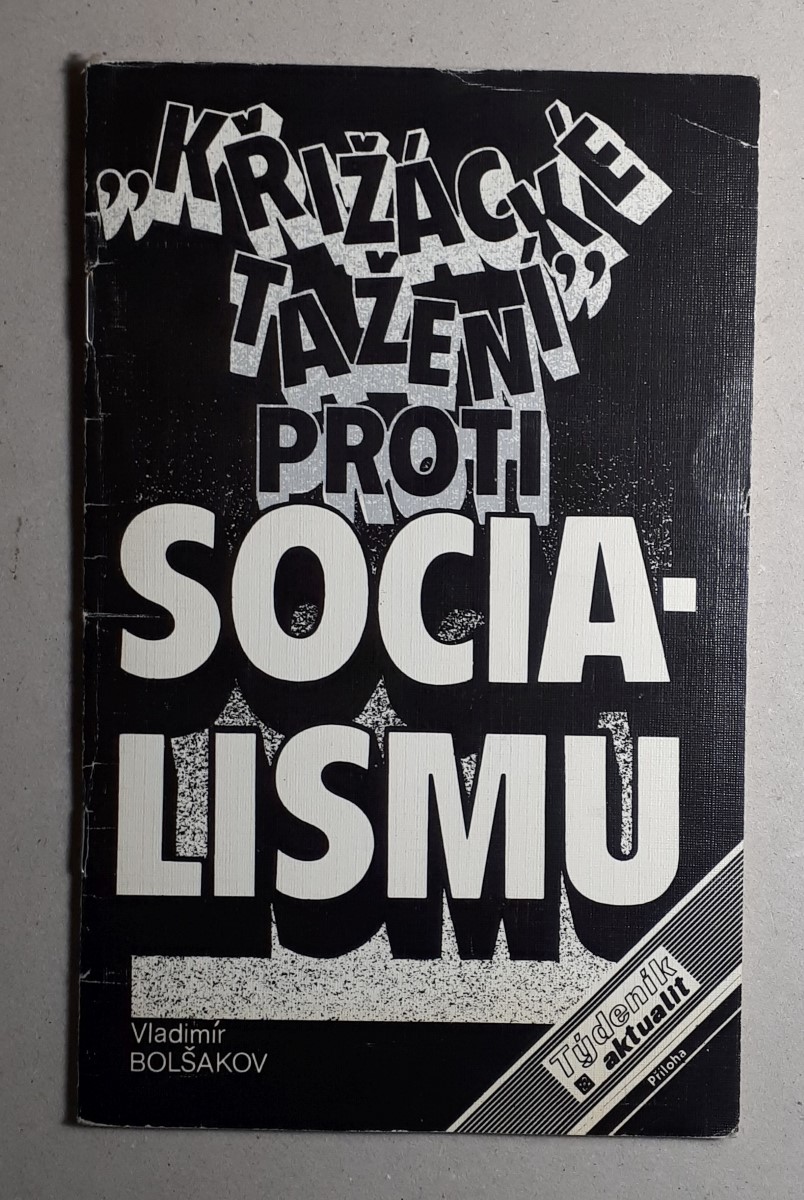 „KŘIŽÁCKÉ
TAŽENÍ”
PROTI
SOCIA-
LISMU
Vladimír
BOLŠAKOV
Týdeník
aktualit
Příloha